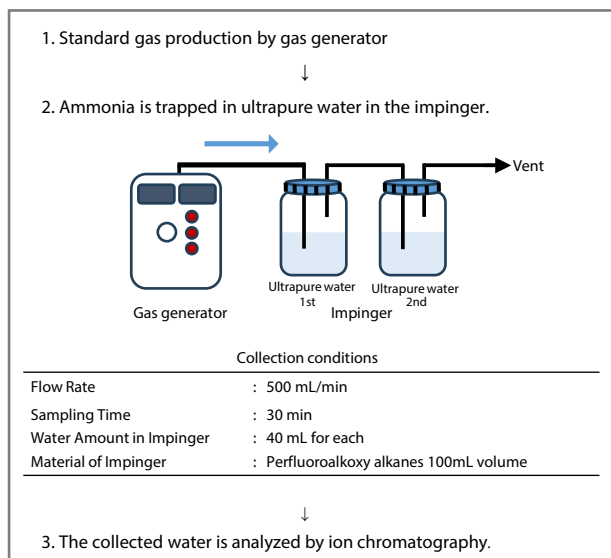 1. Standard gas production by gas generator
↓
2. Ammonia is trapped in ultrapure water in the impinger.
Vent
Ultrapure water
1st
Ultrapure water
2nd
Gas generator
Impinger
Collection conditions
Flow Rate : 500 mL/min
Sampling Time : 30 min
Water Amount in Impinger : 40 mL for each
Material of Impinger : Perfluoroalkoxy alkanes 100mL volume
↓
3. The collected water is analyzed by ion chromatography.